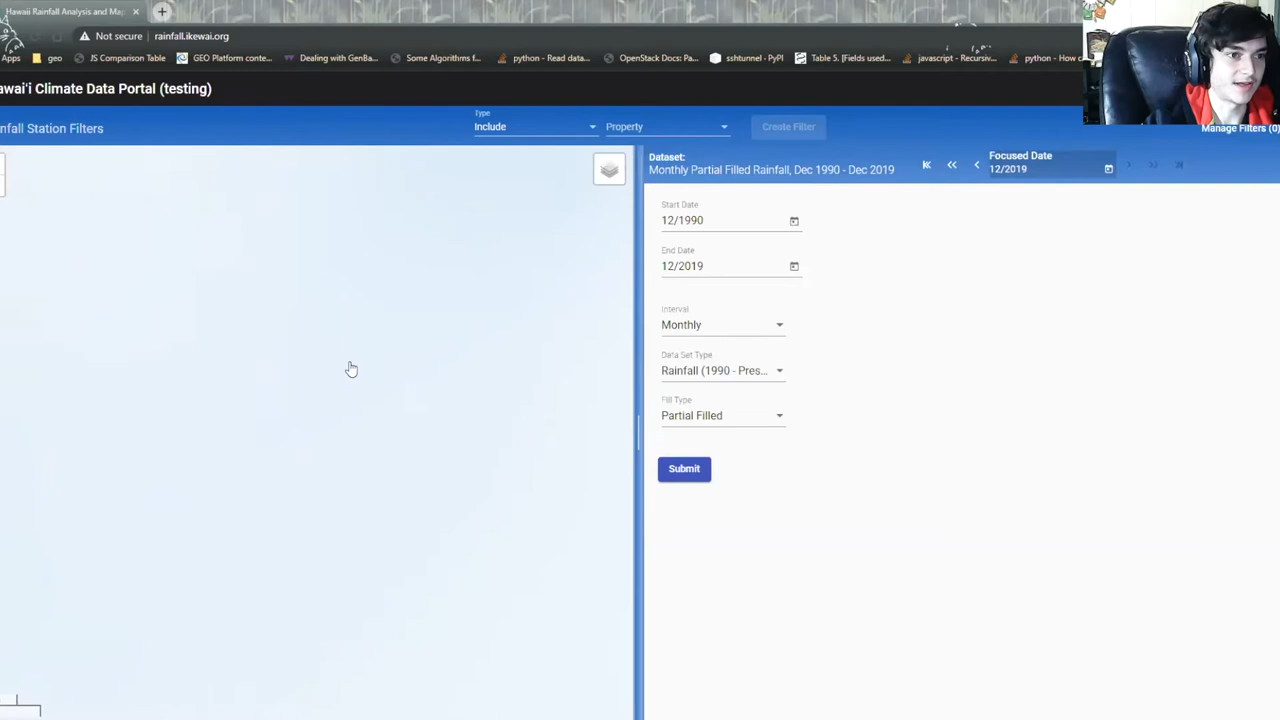 Hawaii Rainfall Analysis and Ma
Not secure
rainfall.ikewai.org
Apps
geo
JS Comparison Table
GEO Platform conte...
Dealing with GenBa...
Some Algorithms f...
python - Read data...
OpenStack Docs: Pa...
sshtunnel · PyPI
Table 5. [Fields used...
javascript - Recursiv...
python - How c
awai'i Climate Data Portal (testing)
nfall Station Filters
Type
Include
Property
Create Filter
Manage Filters (0)
Dataset:
Monthly Partial Filled Rainfall, Dec 1990 - Dec 2019
Focused Date
12/2019
Start Date
12/1990
End Date
12/2019
Interval
Monthly
Data Set Type
Rainfall (1990 - Pres...
Fill Type
Partial Filled
Submit